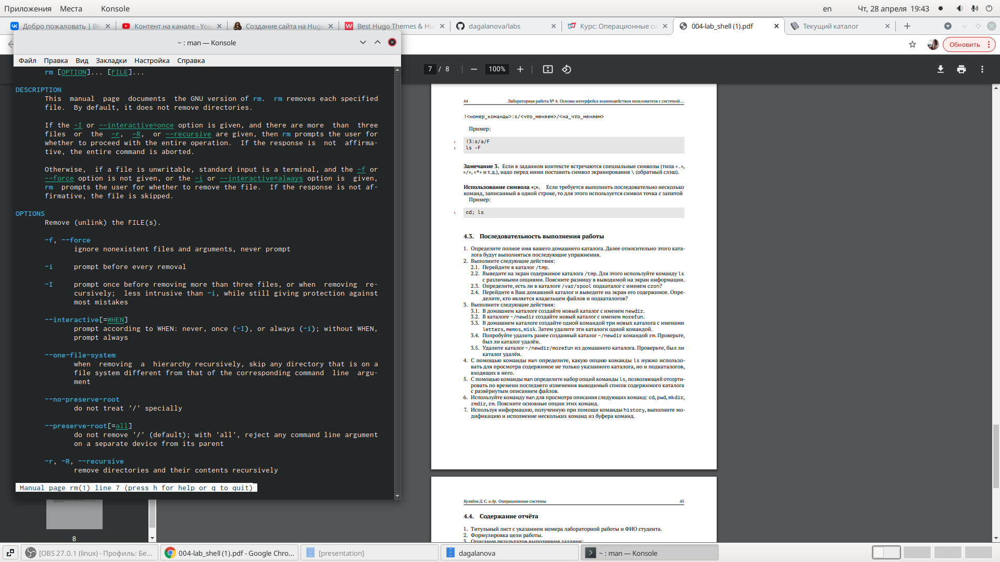 Приложения Места Konsole en Чт, 28 апреля 19:43
Добро пожаловать | ВК
Контент на канале - You
Создание сайта на Hugo
Best Hugo Themes & Hu
dagalanova/labs
Курс: Операционные си
004-lab_shell (1).pdf
Текущий каталог
Обновить
~ : man — Konsole
Файл Правка Вид Закладки Настройка Справка
rm [OPTION]... [FILE]...
DESCRIPTION
This manual page documents the GNU version of rm. rm removes each specified
file. By default, it does not remove directories.
If the -I or --interactive=once option is given, and there are more than three
files or the -r, -R, or --recursive are given, then rm prompts the user for
whether to proceed with the entire operation. If the response is not affirma-
tive, the entire command is aborted.
Otherwise, if a file is unwritable, standard input is a terminal, and the -f or
--force option is not given, or the -i or --interactive=always option is given,
rm prompts the user for whether to remove the file. If the response is not af-
firmative, the file is skipped.
OPTIONS
Remove (unlink) the FILE(s).
-f, --force
ignore nonexistent files and arguments, never prompt
-i prompt before every removal
-I prompt once before removing more than three files, or when removing re-
cursively; less intrusive than -i, while still giving protection against
most mistakes
--interactive[=WHEN]
prompt according to WHEN: never, once (-I), or always (-i); without WHEN,
prompt always
--one-file-system
when removing a hierarchy recursively, skip any directory that is on a
file system different from that of the corresponding command line argu-
ment
--no-preserve-root
do not treat '/' specially
--preserve-root[=all]
do not remove '/' (default); with 'all', reject any command line argument
on a separate device from its parent
-r, -R, --recursive
remove directories and their contents recursively
Manual page rm(1) line 7 (press h for help or q to quit)
8
7 / 8 100%
44 Лабораторная работа № 4. Основы интерфейса взаимодействия пользователя с системой ...
!<номер_команды>:s/<что_меняем>/<на_что_меняем>
Пример:
1 !3:s/a/F
2 ls -F
Замечание 3. Если в заданном контексте встречаются специальные символы (типа «.»,
«/», «*» и т.д.), надо перед ними поставить символ экранирования \ (обратный слэш).
Использование символа «;». Если требуется выполнить последовательно несколько
команд, записанный в одной строке, то для этого используется символ точка с запятой
Пример:
1 cd; ls
4.3. Последовательность выполнения работы
1. Определите полное имя вашего домашнего каталога. Далее относительно этого ката-
лога будут выполняться последующие упражнения.
2. Выполните следующие действия:
2.1. Перейдите в каталог /tmp.
2.2. Выведите на экран содержимое каталога /tmp. Для этого используйте команду ls
с различными опциями. Поясните разницу в выводимой на экран информации.
2.3. Определите, есть ли в каталоге /var/spool подкаталог с именем cron?
2.4. Перейдите в Ваш домашний каталог и выведите на экран его содержимое. Опре-
делите, кто является владельцем файлов и подкаталогов?
3. Выполните следующие действия:
3.1. В домашнем каталоге создайте новый каталог с именем newdir.
3.2. В каталоге ~/newdir создайте новый каталог с именем morefun.
3.3. В домашнем каталоге создайте одной командой три новых каталога с именами
letters, memos, misk. Затем удалите эти каталоги одной командой.
3.4. Попробуйте удалить ранее созданный каталог ~/newdir командой rm. Проверьте,
был ли каталог удалён.
3.5. Удалите каталог ~/newdir/morefun из домашнего каталога. Проверьте, был ли
каталог удалён.
4. С помощью команды man определите, какую опцию команды ls нужно использо-
вать для просмотра содержимое не только указанного каталога, но и подкаталогов,
входящих в него.
5. С помощью команды man определите набор опций команды ls, позволяющий отсорти-
ровать по времени последнего изменения выводимый список содержимого каталога
с развёрнутым описанием файлов.
6. Используйте команду man для просмотра описания следующих команд: cd, pwd, mkdir,
rmdir, rm. Поясните основные опции этих команд.
7. Используя информацию, полученную при помощи команды history, выполните мо-
дификацию и исполнение нескольких команд из буфера команд.
Кулябов Д. С. и др. Операционные системы 45
4.4. Содержание отчёта
1. Титульный лист с указанием номера лабораторной работы и ФИО студента.
2. Формулировка цели работы.
3. Описание результатов выполнения задания:
[OBS 27.0.1 (linux) - Профиль: Бе...
004-lab_shell (1).pdf - Google Chro...
[presentation]
dagalanova
~ : man — Konsole